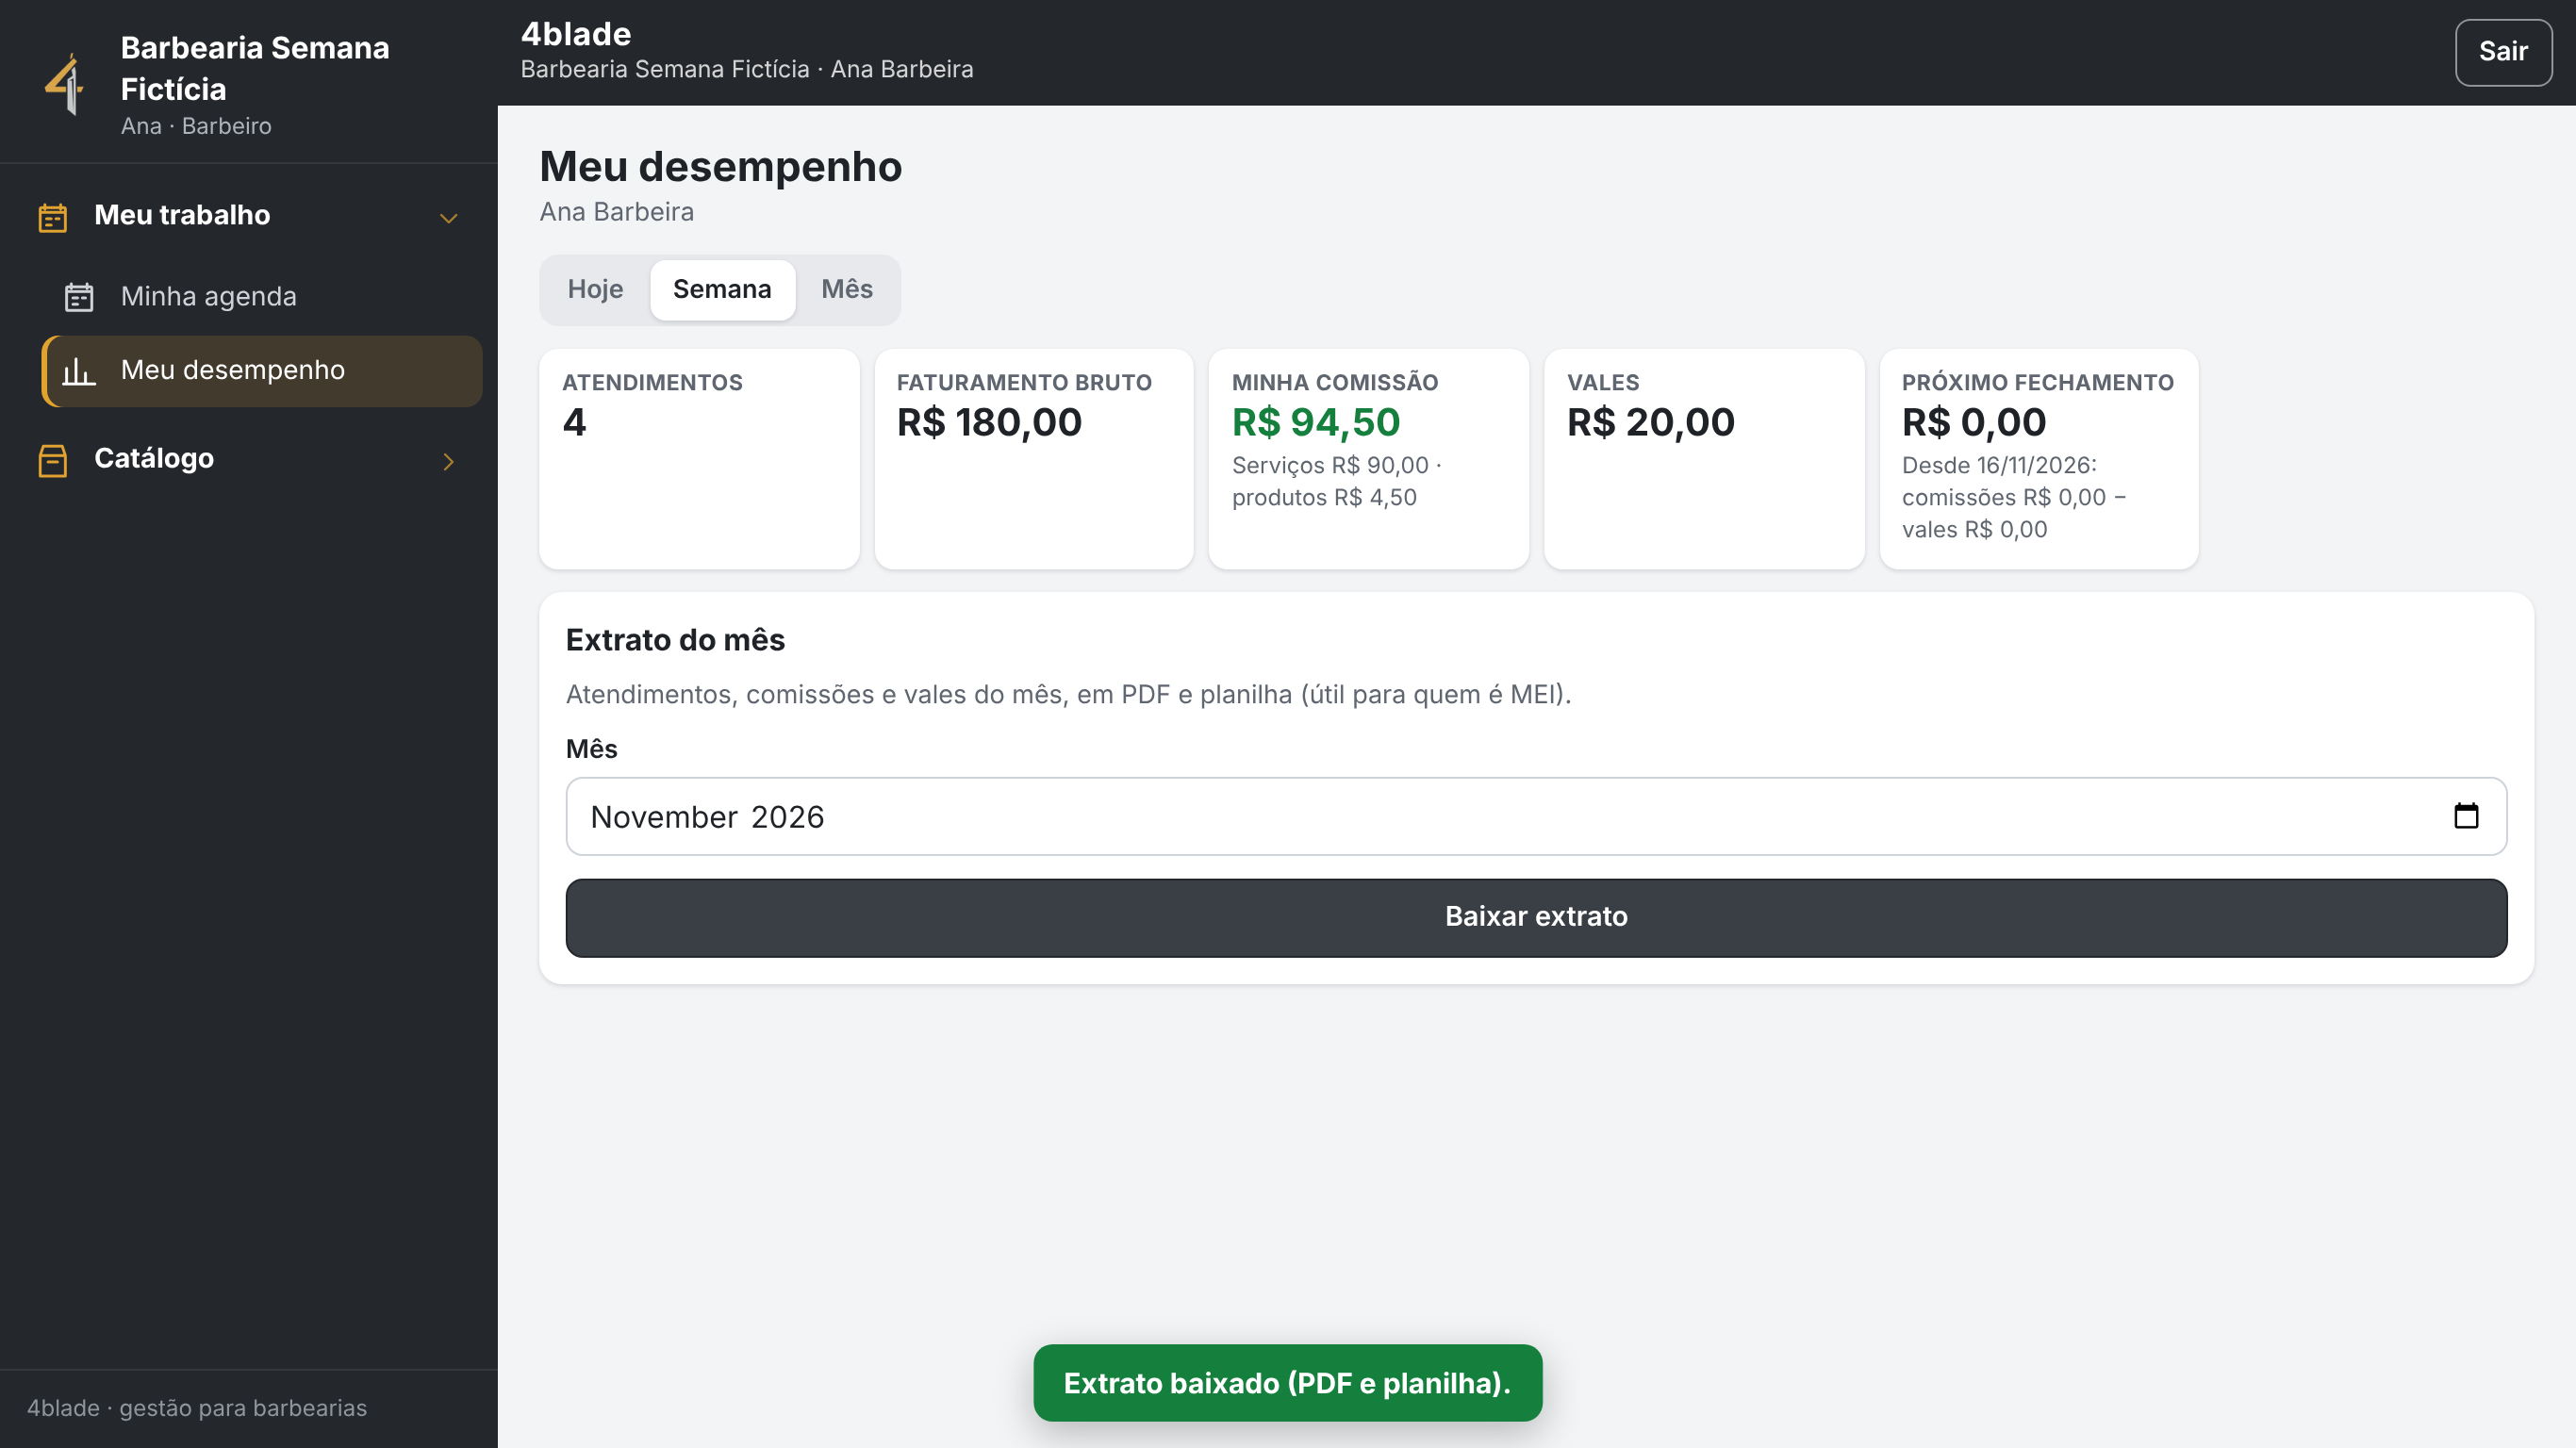 Barbearia Semana
Fictícia
Ana · Barbeiro
Meu trabalho
Minha agenda
Meu desempenho
Catálogo
4blade · gestão para barbearias
4blade
Barbearia Semana Fictícia · Ana Barbeira
Sair
Meu desempenho
Ana Barbeira
Hoje
Semana
Mês
ATENDIMENTOS
4
FATURAMENTO BRUTO
R$ 180,00
MINHA COMISSÃO
R$ 94,50
Serviços R$ 90,00 ·
produtos R$ 4,50
VALES
R$ 20,00
PRÓXIMO FECHAMENTO
R$ 0,00
Desde 16/11/2026:
comissões R$ 0,00 −
vales R$ 0,00
Extrato do mês
Atendimentos, comissões e vales do mês, em PDF e planilha (útil para quem é MEI).
Mês
November 2026
Baixar extrato
Extrato baixado (PDF e planilha).